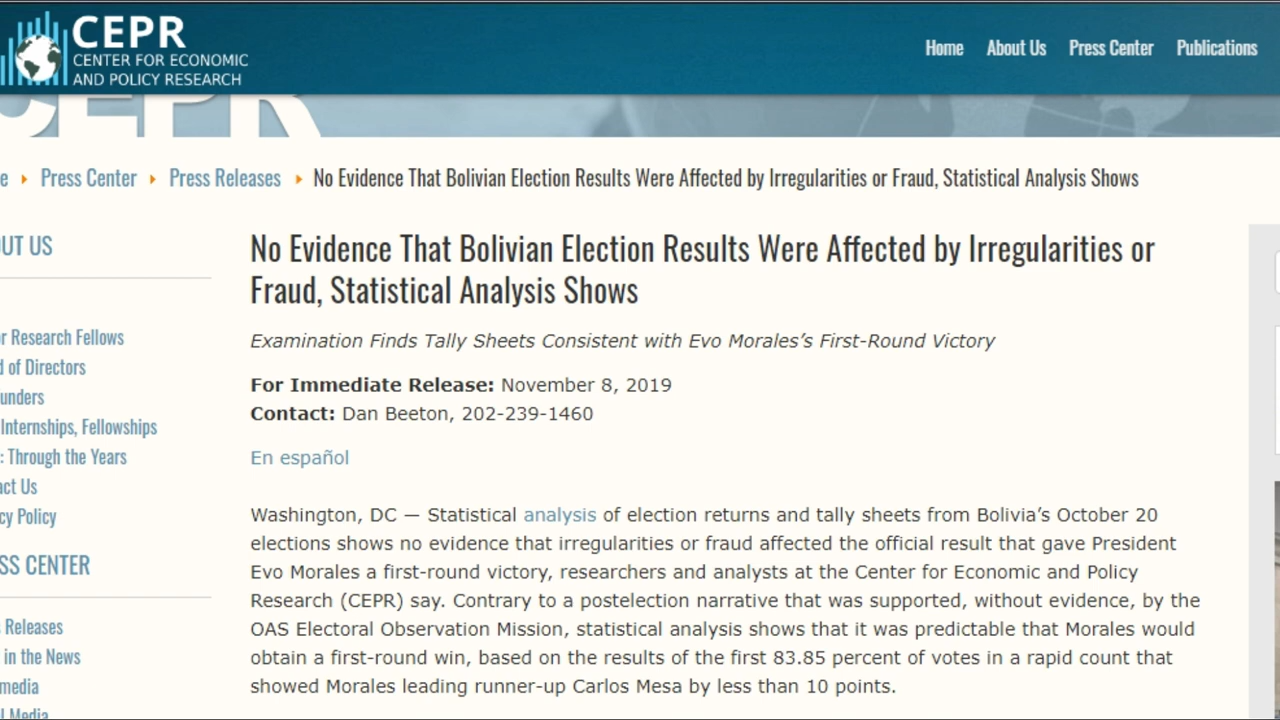 CEPR
CENTER FOR ECONOMIC
AND POLICY RESEARCH
Home About Us Press Center Publications
CEPR
e Press Center Press Releases No Evidence That Bolivian Election Results Were Affected by Irregularities or Fraud, Statistical Analysis Shows
OUT US
r Research Fellows
d of Directors
unders
Internships, Fellowships
: Through the Years
act Us
cy Policy
SS CENTER
Releases
in the News
media
l Media
No Evidence That Bolivian Election Results Were Affected by Irregularities or
Fraud, Statistical Analysis Shows
Examination Finds Tally Sheets Consistent with Evo Morales’s First-Round Victory
For Immediate Release: November 8, 2019
Contact: Dan Beeton, 202-239-1460
En español
Washington, DC — Statistical analysis of election returns and tally sheets from Bolivia’s October 20
elections shows no evidence that irregularities or fraud affected the official result that gave President
Evo Morales a first-round victory, researchers and analysts at the Center for Economic and Policy
Research (CEPR) say. Contrary to a postelection narrative that was supported, without evidence, by the
OAS Electoral Observation Mission, statistical analysis shows that it was predictable that Morales would
obtain a first-round win, based on the results of the first 83.85 percent of votes in a rapid count that
showed Morales leading runner-up Carlos Mesa by less than 10 points.